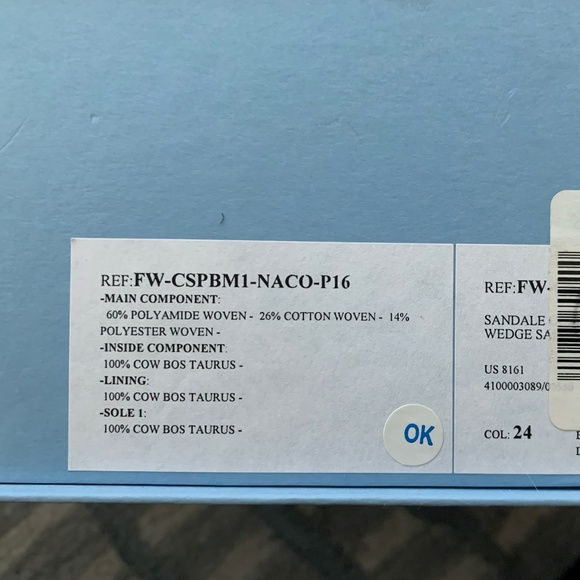 REF:FW-CSPBM1-NACO-P16
-MAIN COMPONENT:
60% POLYAMIDE WOVEN - 26% COTTON WOVEN - 14%
POLYESTER WOVEN -
-INSIDE COMPONENT:
100% COW BOS TAURUS -
-LINING:
100% COW BOS TAURUS -
-SOLE 1:
100% COW BOS TAURUS -
OK
REF:FW-
SANDALE
WEDGE SA
US 8161
4100003089/0
COL: 24